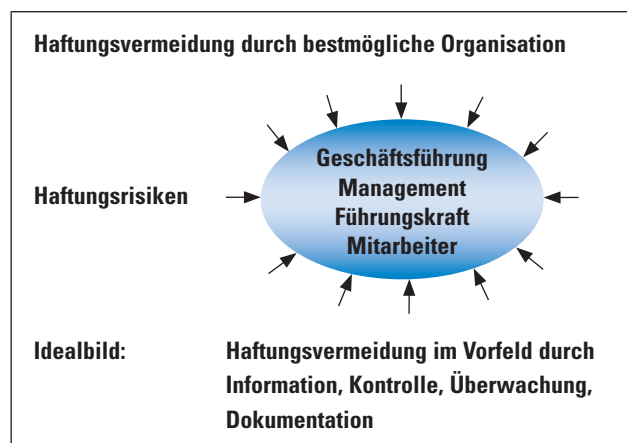 Haftungsvermeidung durch bestmögliche Organisation
Geschäftsführung
Management
Führungskraft
Mitarbeiter
Haftungsrisiken
Idealbild: Haftungsvermeidung im Vorfeld durch
Information, Kontrolle, Überwachung,
Dokumentation